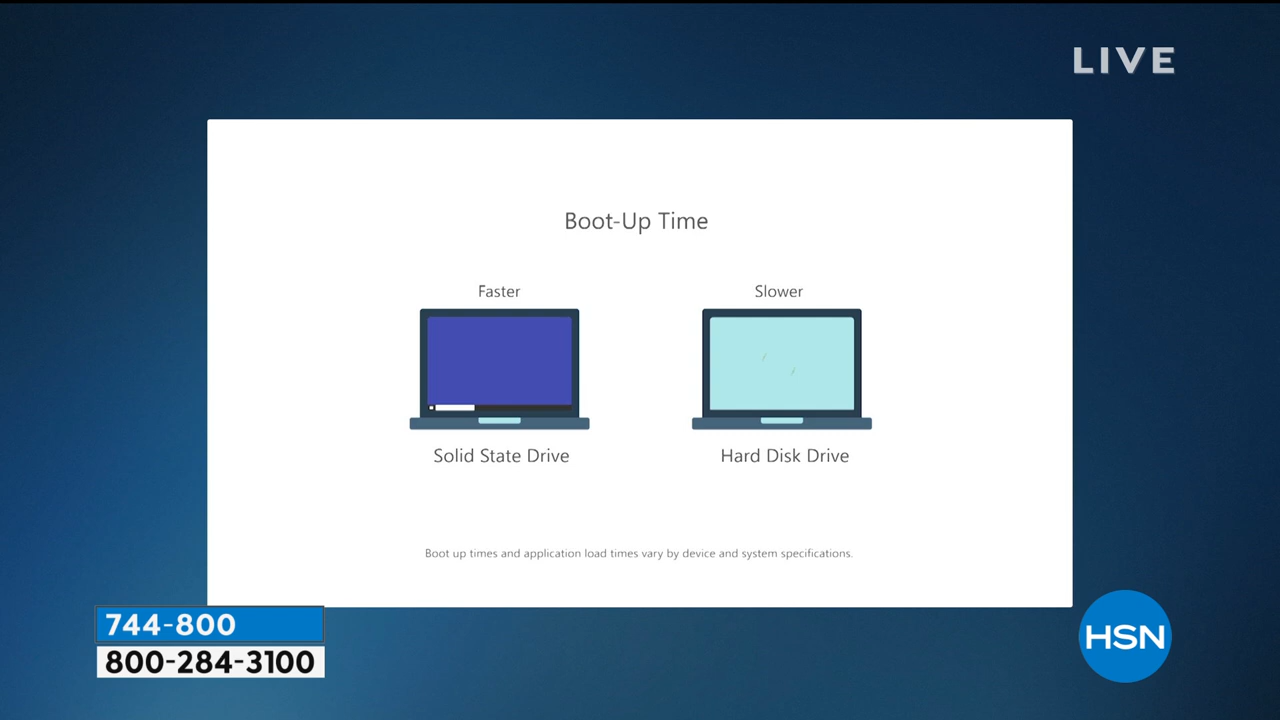 LIVE
Boot-Up Time
Faster
Slower
Solid State Drive
Hard Disk Drive
Boot up times and application load times vary by device and system specifications.
744-800
800-284-3100
HSN